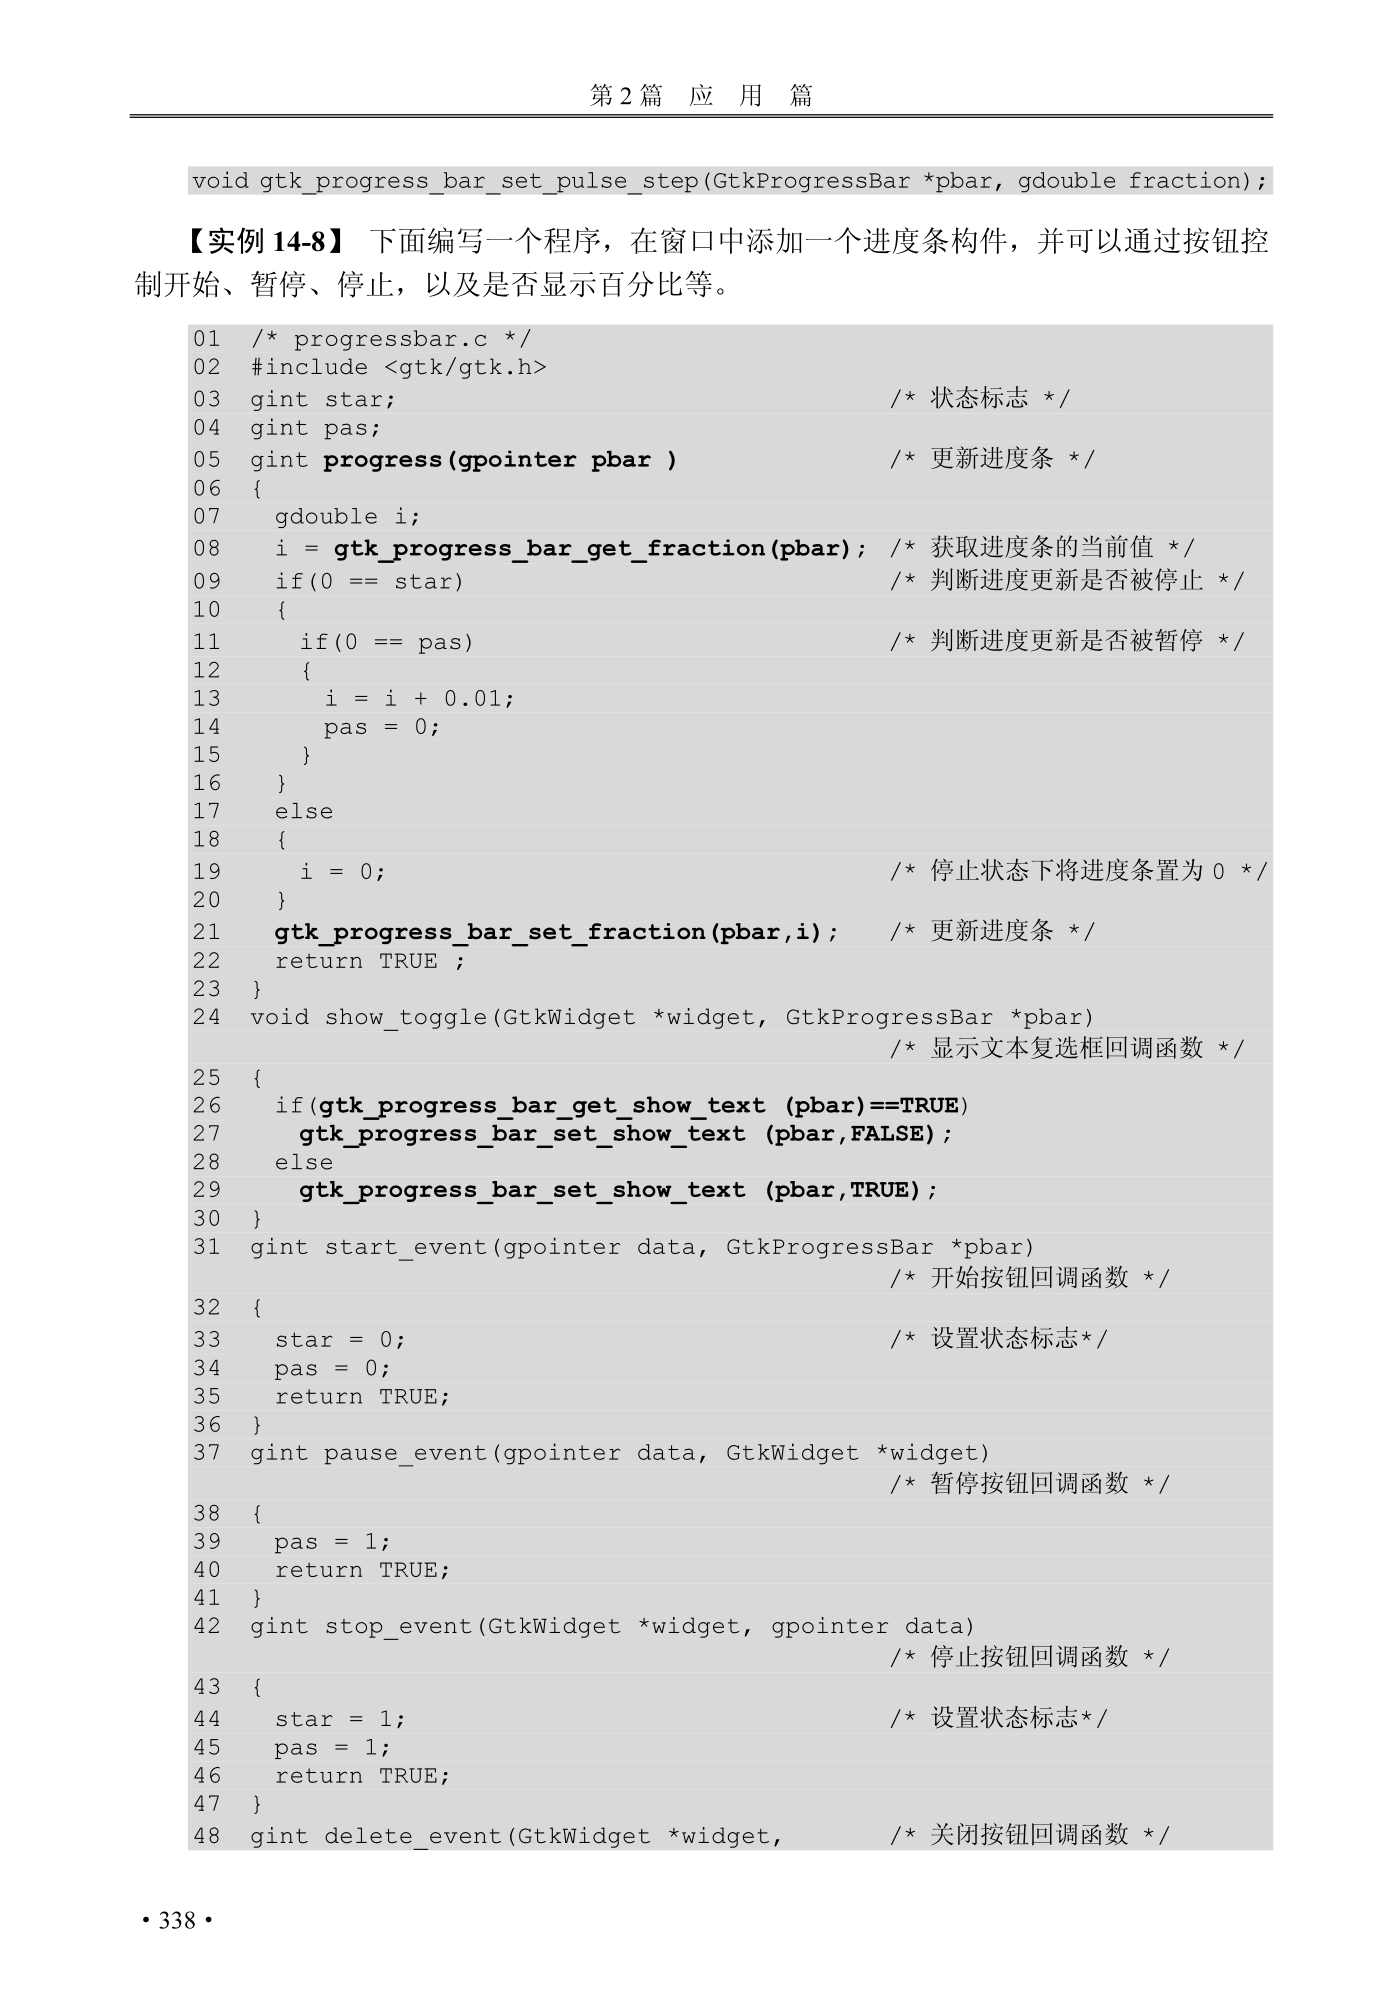 第 2 篇 应 用 篇
void gtk_progress_bar_set_pulse_step(GtkProgressBar *pbar, gdouble fraction);
【实例 14-8】 下面编写一个程序，在窗口中添加一个进度条构件，并可以通过按钮控
制开始、暂停、停止，以及是否显示百分比等。
01 /* progressbar.c */
02 #include <gtk/gtk.h>
03 gint star; /* 状态标志 */
04 gint pas;
05 gint progress(gpointer pbar ) /* 更新进度条 */
06 {
07 gdouble i;
08 i = gtk_progress_bar_get_fraction(pbar); /* 获取进度条的当前值 */
09 if(0 == star) /* 判断进度更新是否被停止 */
10 {
11 if(0 == pas) /* 判断进度更新是否被暂停 */
12 {
13 i = i + 0.01;
14 pas = 0;
15 }
16 }
17 else
18 {
19 i = 0; /* 停止状态下将进度条置为 0 */
20 }
21 gtk_progress_bar_set_fraction(pbar,i); /* 更新进度条 */
22 return TRUE ;
23 }
24 void show_toggle(GtkWidget *widget, GtkProgressBar *pbar)
/* 显示文本复选框回调函数 */
25 {
26 if(gtk_progress_bar_get_show_text (pbar)==TRUE)
27 gtk_progress_bar_set_show_text (pbar,FALSE);
28 else
29 gtk_progress_bar_set_show_text (pbar,TRUE);
30 }
31 gint start_event(gpointer data, GtkProgressBar *pbar)
/* 开始按钮回调函数 */
32 {
33 star = 0; /* 设置状态标志*/
34 pas = 0;
35 return TRUE;
36 }
37 gint pause_event(gpointer data, GtkWidget *widget)
/* 暂停按钮回调函数 */
38 {
39 pas = 1;
40 return TRUE;
41 }
42 gint stop_event(GtkWidget *widget, gpointer data)
/* 停止按钮回调函数 */
43 {
44 star = 1; /* 设置状态标志*/
45 pas = 1;
46 return TRUE;
47 }
48 gint delete_event(GtkWidget *widget, /* 关闭按钮回调函数 */
• 338 •